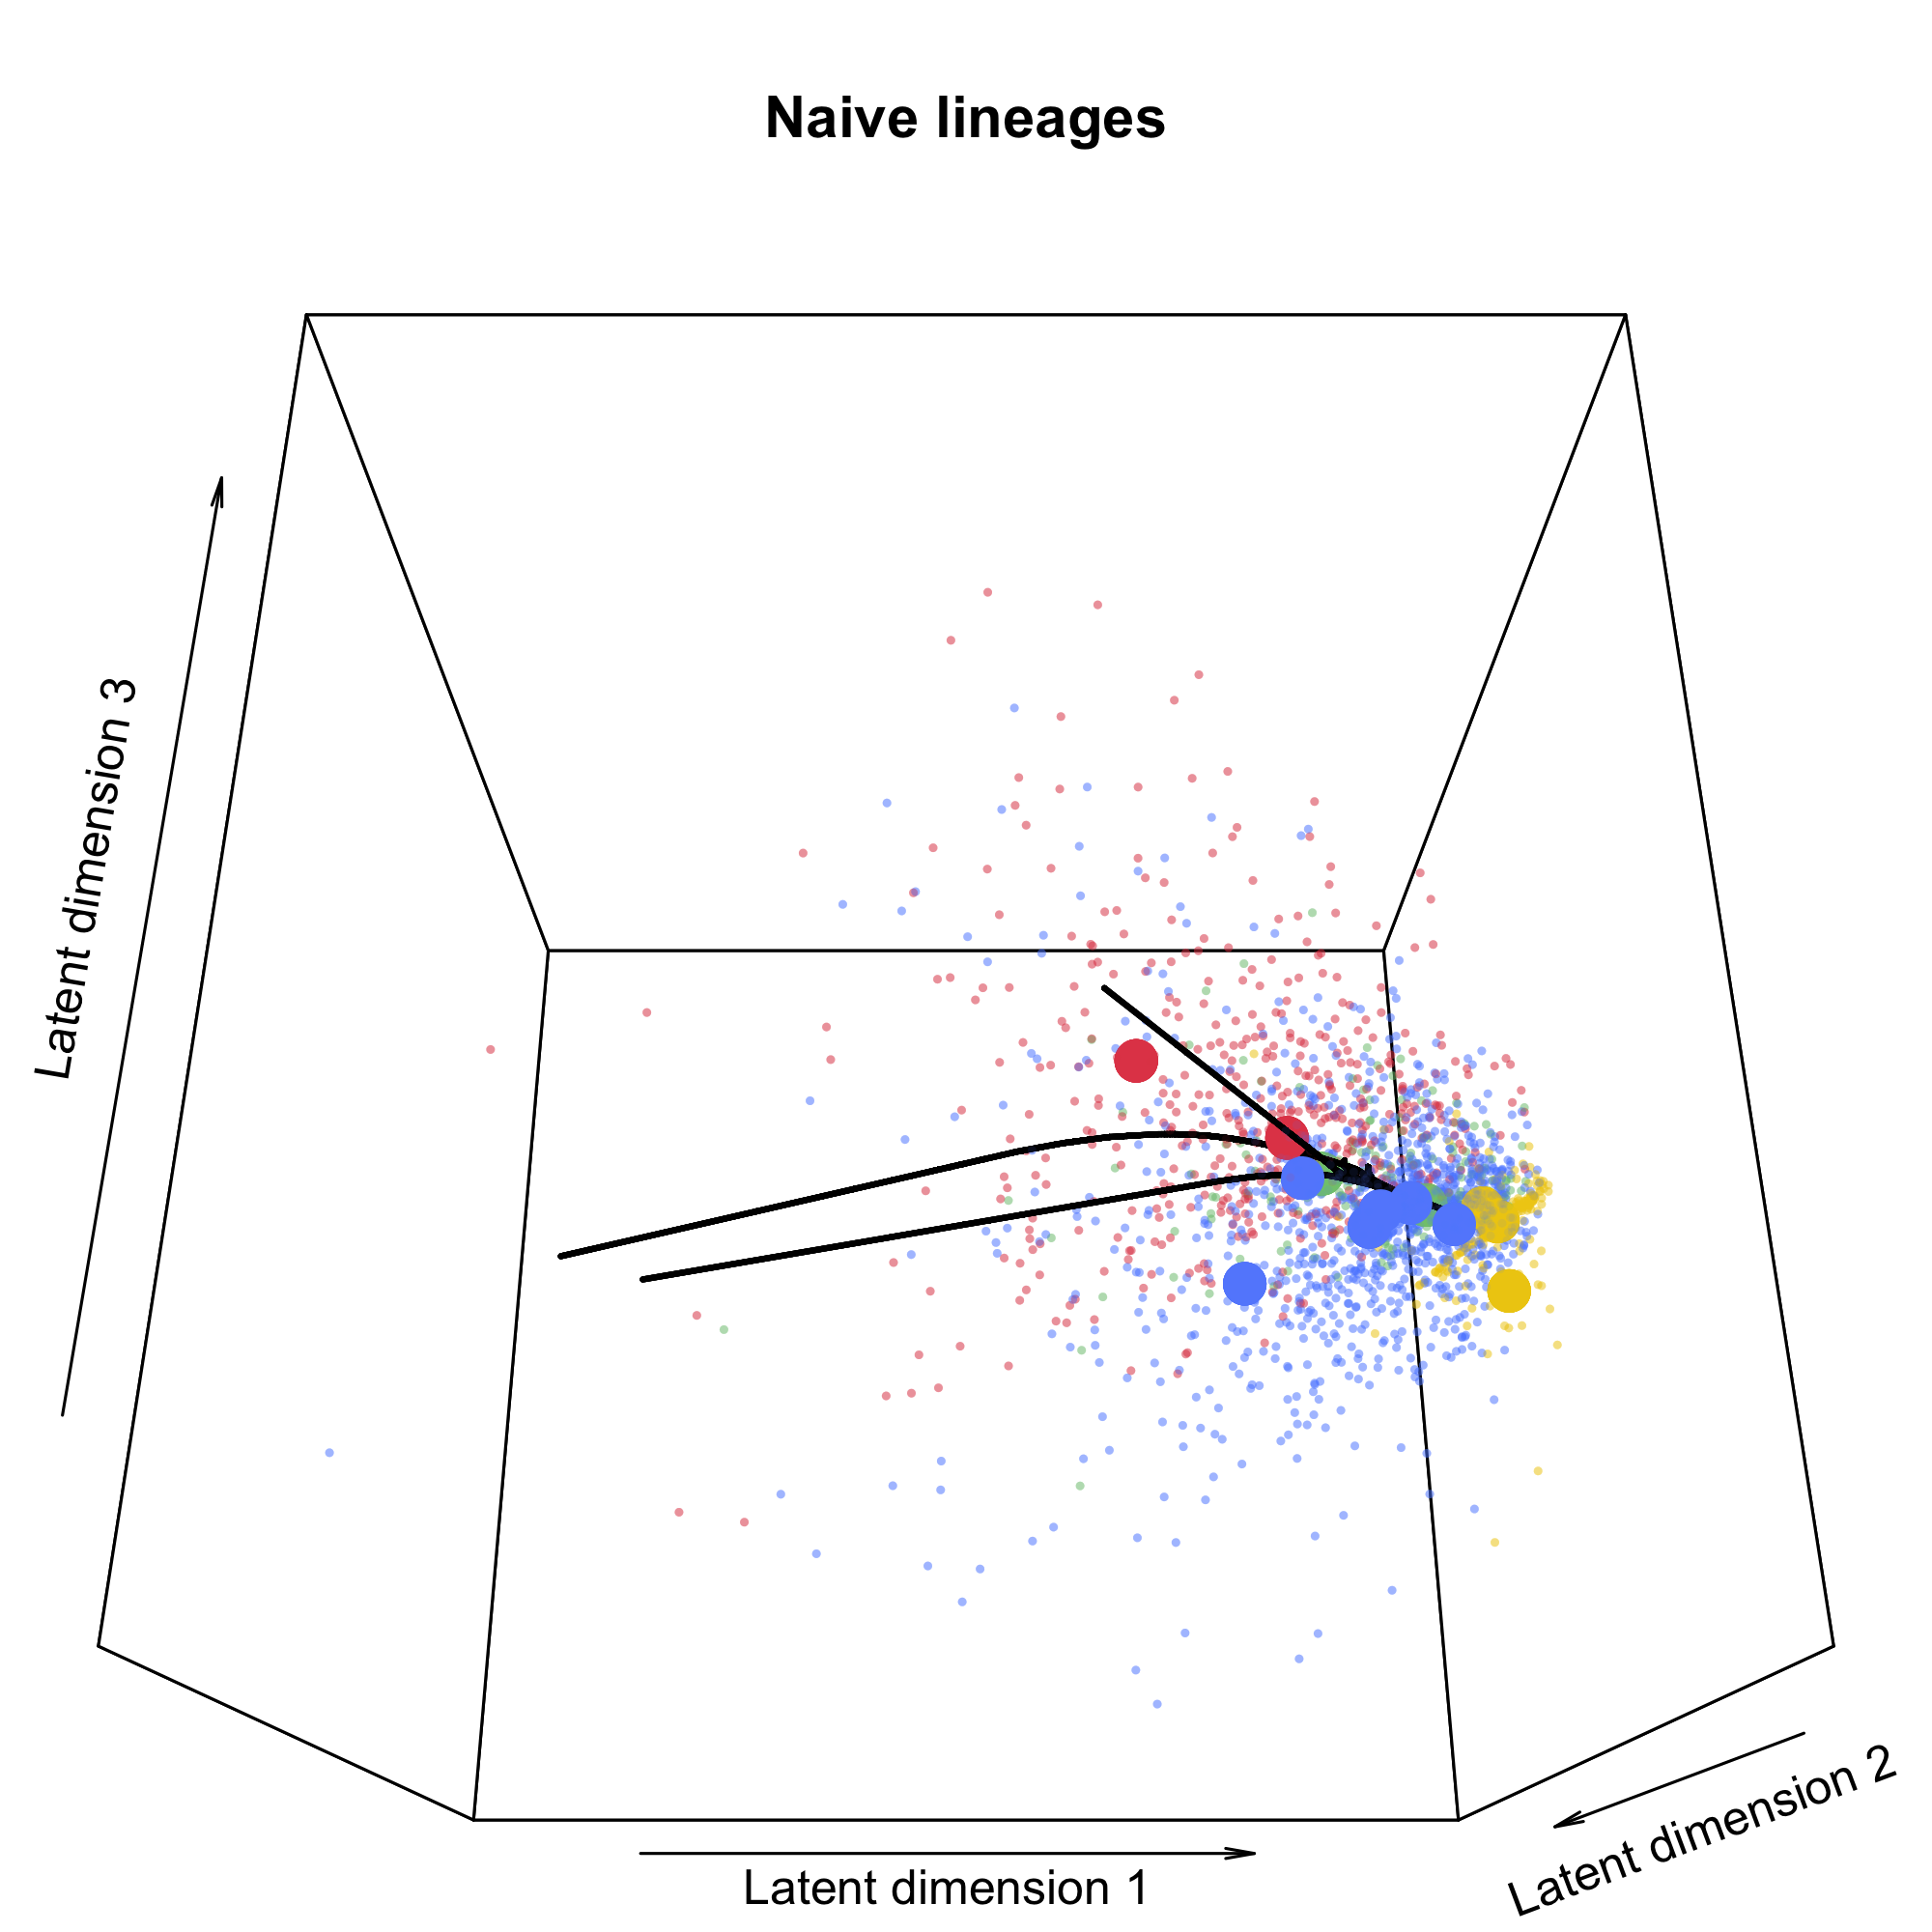 Naive lineages
Latent dimension 3
Latent dimension 2
Latent dimension 1